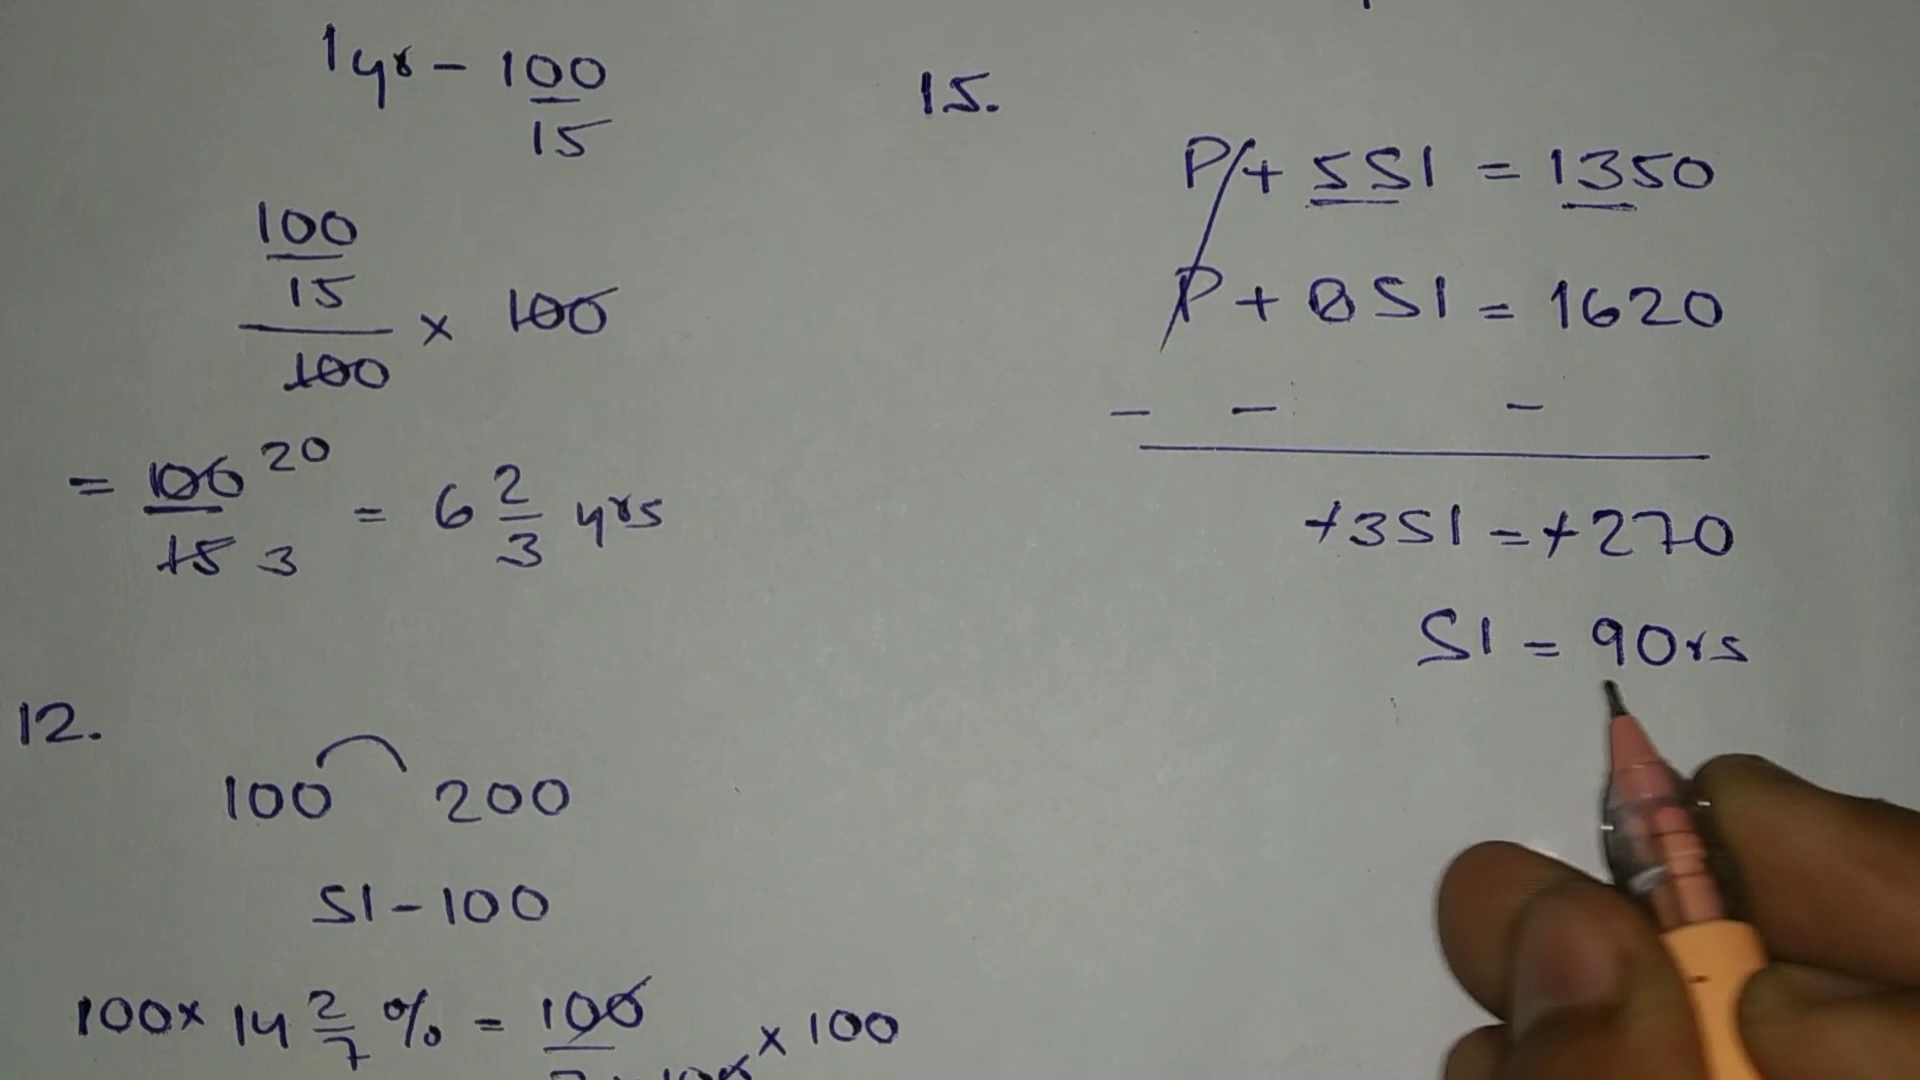 1yr - 100
15
100
15
100 × 100
= 100 20
15 3
= 6 2/3 yrs
12.
100 200
SI - 100
100 × 14 2/7 % = 100
× 100
15.
P + 5SI = 1350
P + 8SI = 1620
- - -
+3SI = +270
SI = 90rs